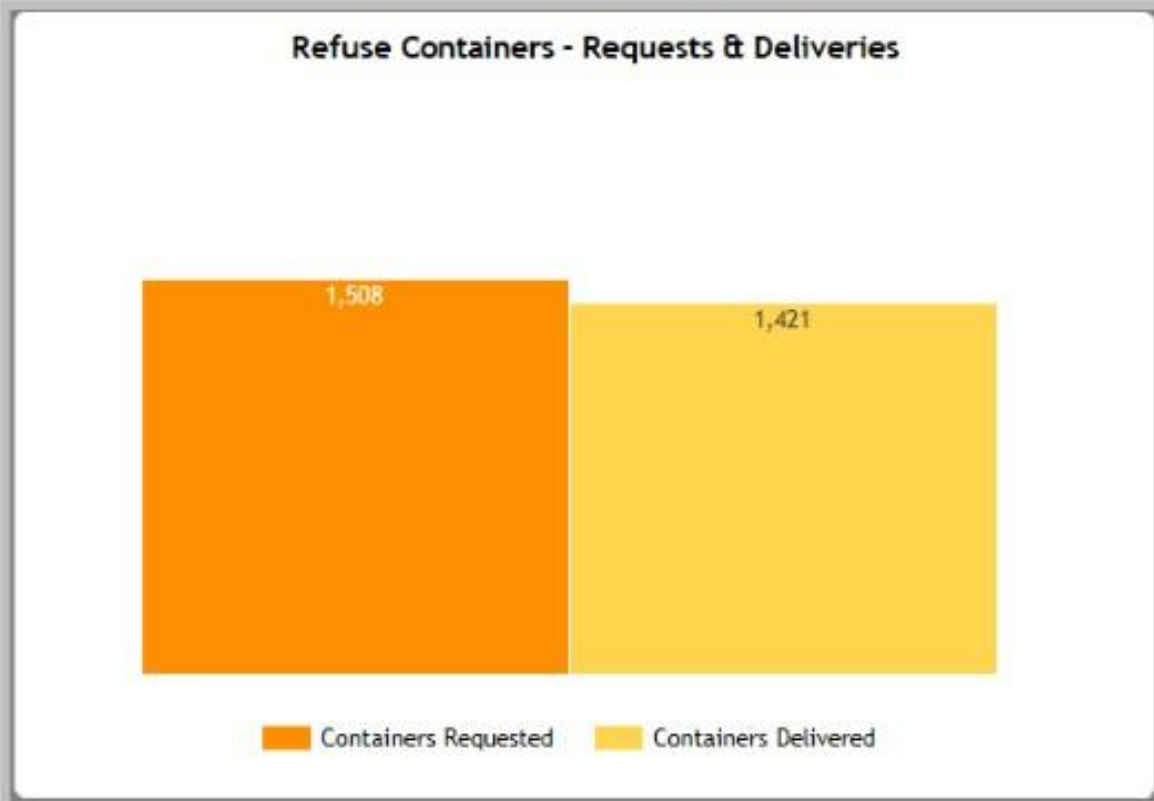 Refuse Containers - Requests & Deliveries
1,508
1,421
Containers Requested
Containers Delivered